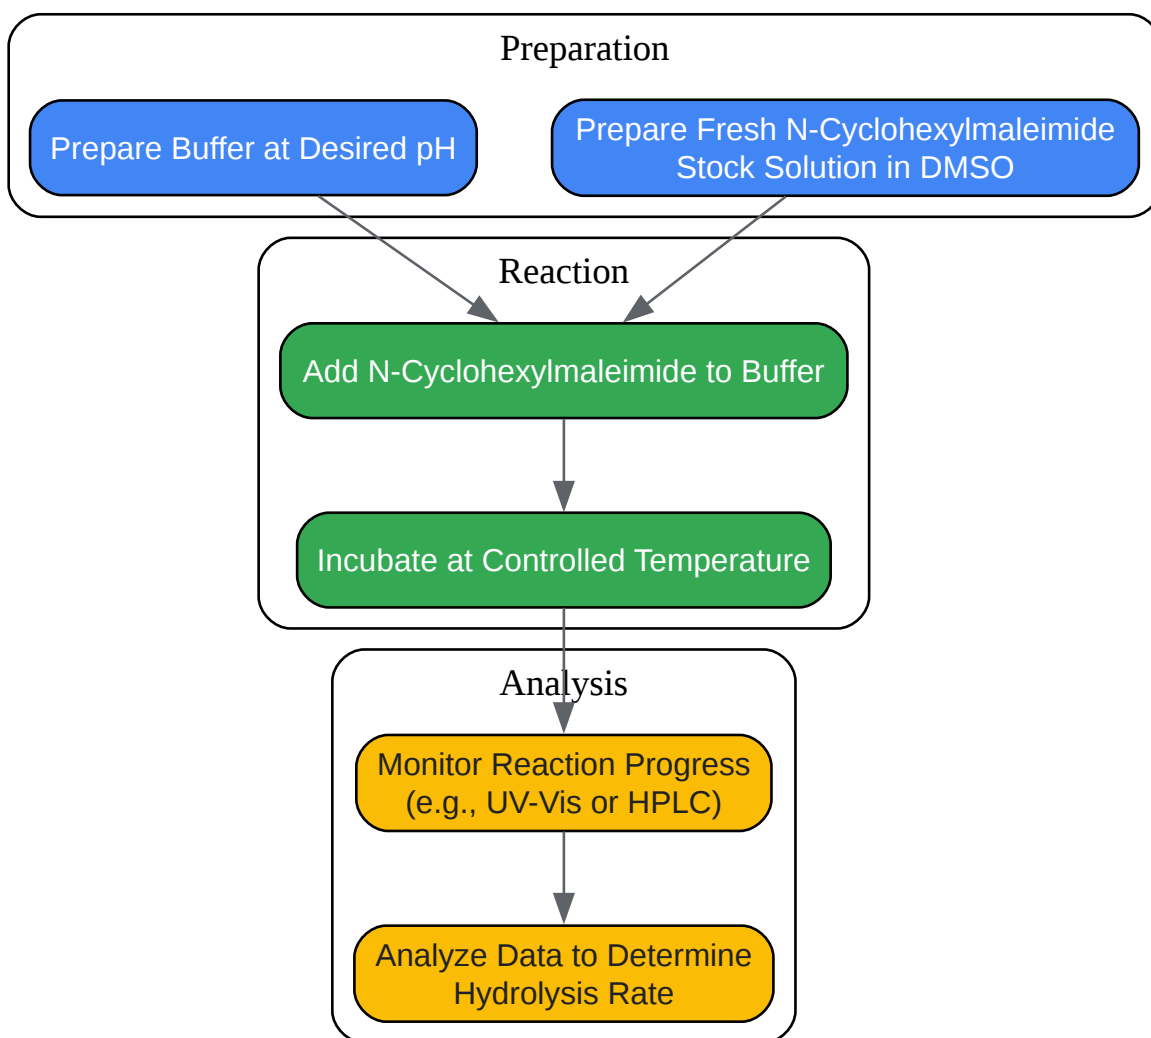 Preparation
Prepare Buffer at Desired pH
Prepare Fresh N-Cyclohexylmaleimide
Stock Solution in DMSO
Reaction
Add N-Cyclohexylmaleimide to Buffer
Incubate at Controlled Temperature
Analysis
Monitor Reaction Progress
(e.g., UV-Vis or HPLC)
Analyze Data to Determine
Hydrolysis Rate